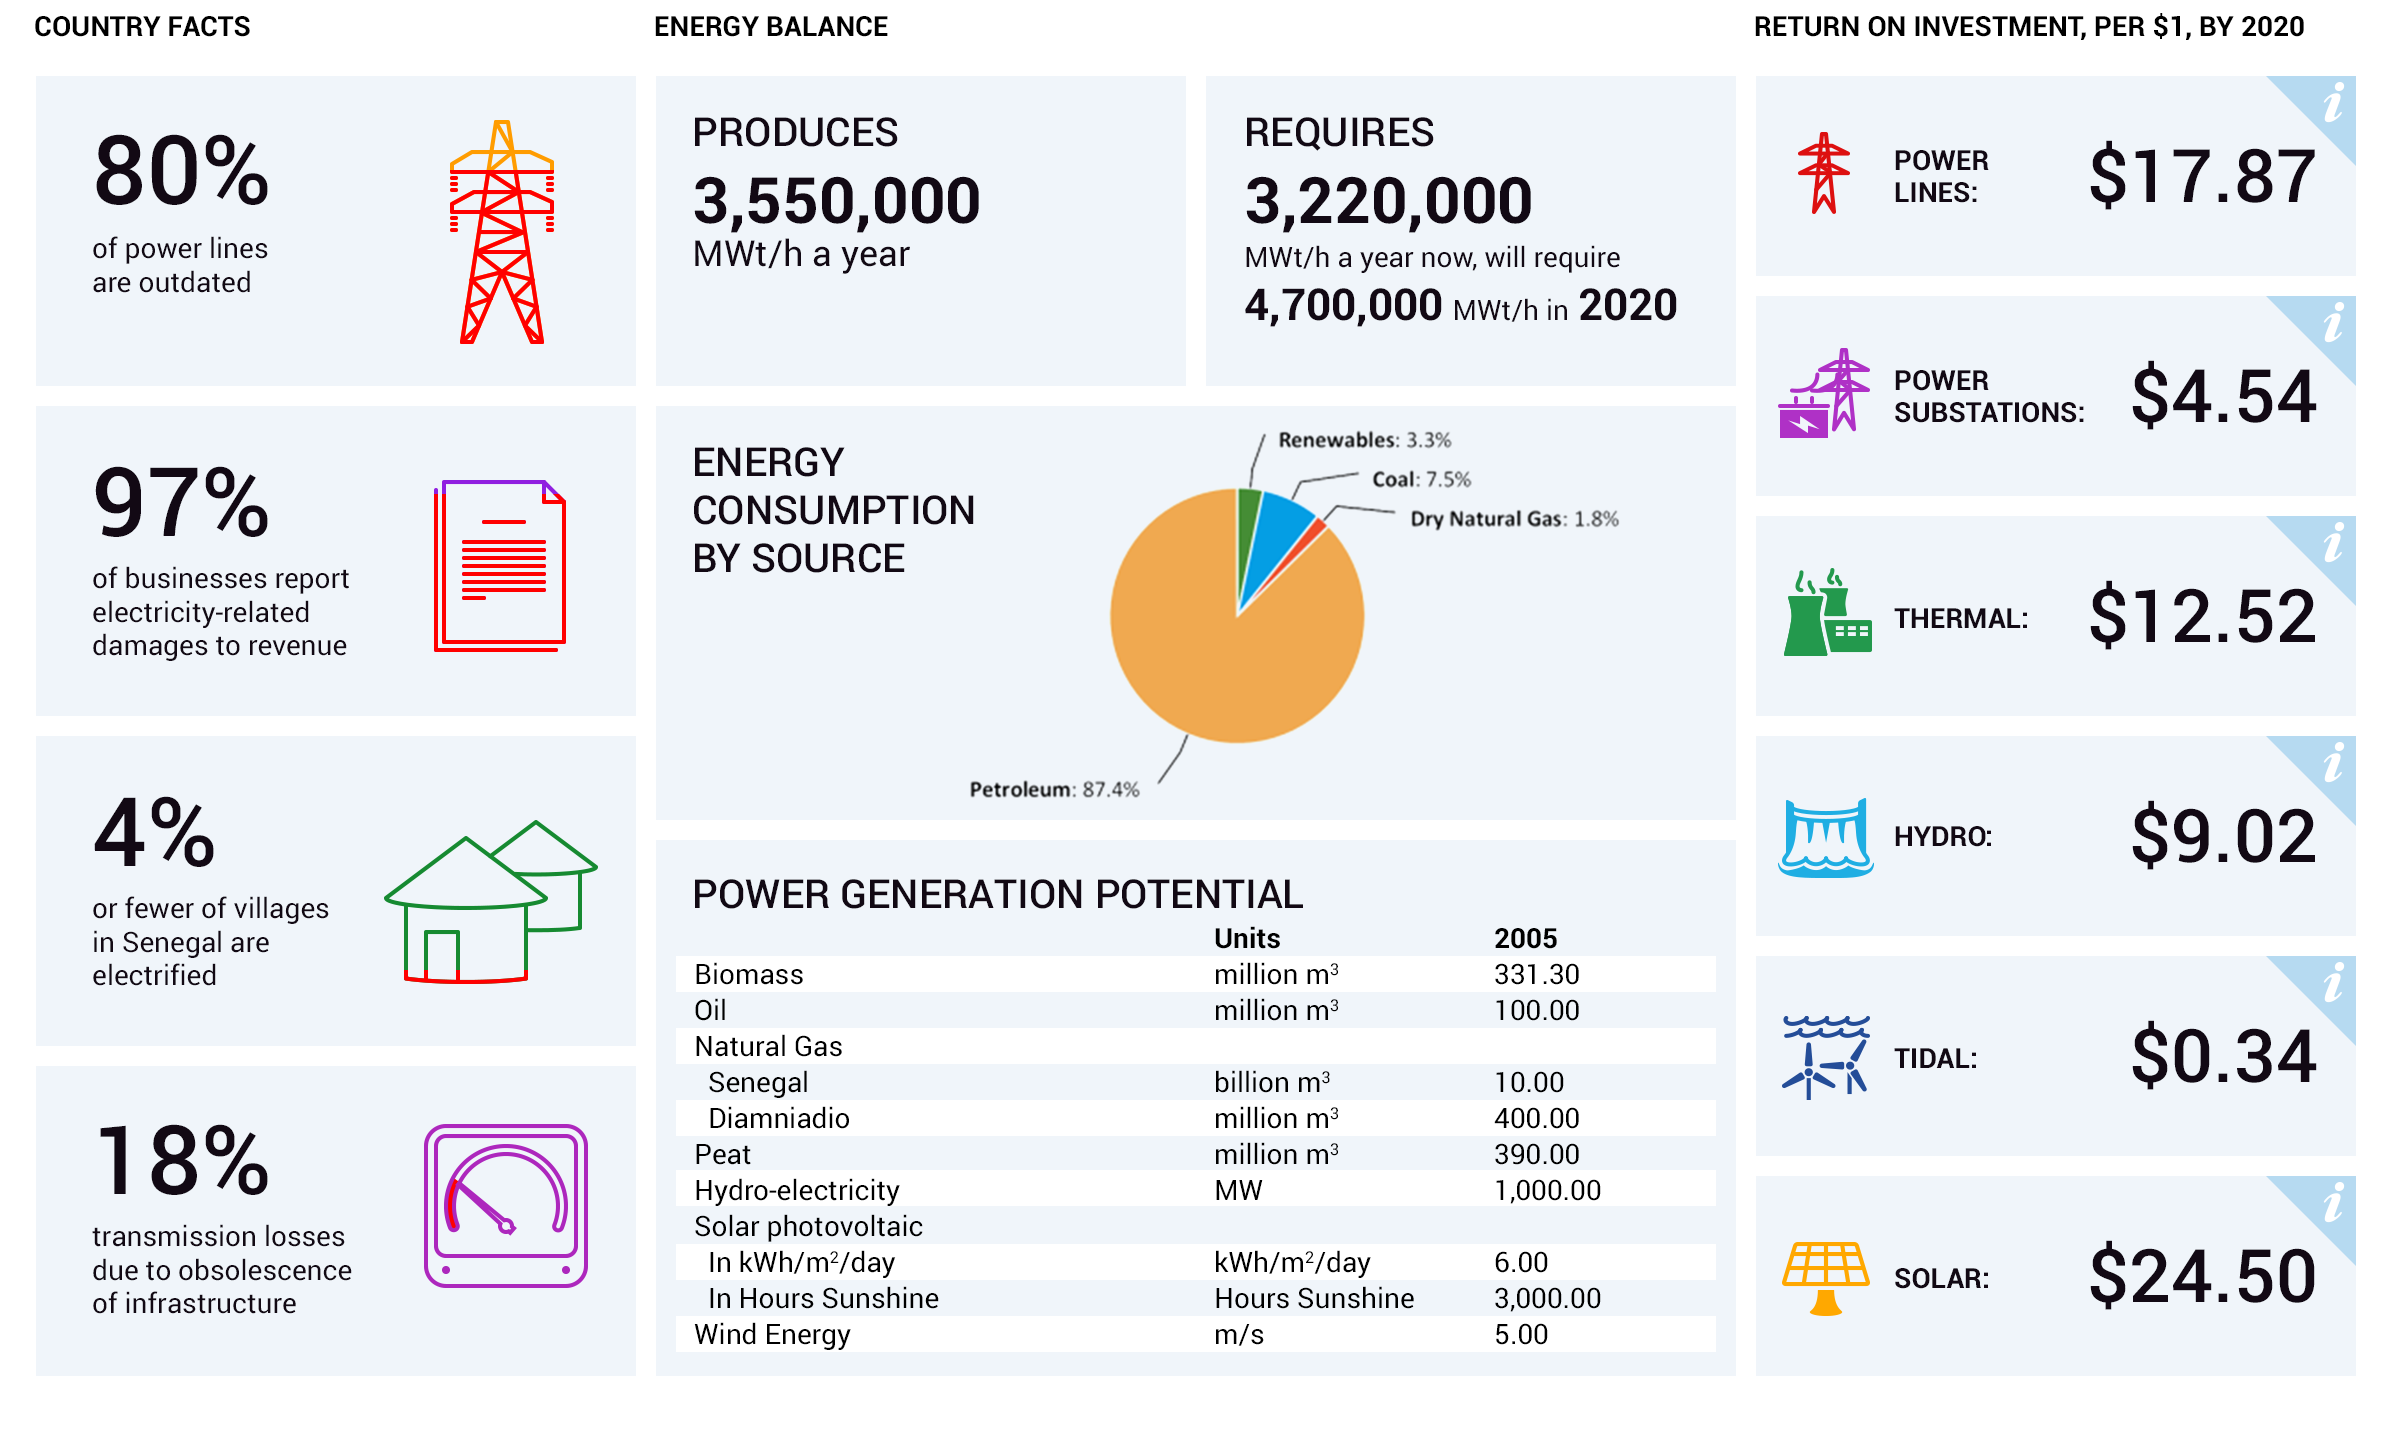 COUNTRY FACTS
80%
of power lines
are outdated
97%
of businesses report
electricity-related
damages to revenue
4%
or fewer of villages
in Senegal are
electrified
18%
transmission losses
due to obsolescence
of infrastructure
ENERGY BALANCE
PRODUCES
3,550,000
MWt/h a year
REQUIRES
3,220,000
MWt/h a year now, will require
4,700,000 MWt/h in 2020
ENERGY
CONSUMPTION
BY SOURCE
Renewables: 3.3%
Coal: 7.5%
Dry Natural Gas: 1.8%
Petroleum: 87.4%
POWER GENERATION POTENTIAL
Units 2005
Biomass million m³ 331.30
Oil million m³ 100.00
Natural Gas
Senegal billion m³ 10.00
Diamniadio million m³ 400.00
Peat million m³ 390.00
Hydro-electricity MW 1,000.00
Solar photovoltaic
In kWh/m²/day kWh/m²/day 6.00
In Hours Sunshine Hours Sunshine 3,000.00
Wind Energy m/s 5.00
RETURN ON INVESTMENT, PER $1, BY 2020
i
POWER
LINES:
$17.87
i
POWER
SUBSTATIONS:
$4.54
i
THERMAL: $12.52
i
HYDRO: $9.02
i
TIDAL: $0.34
i
SOLAR: $24.50